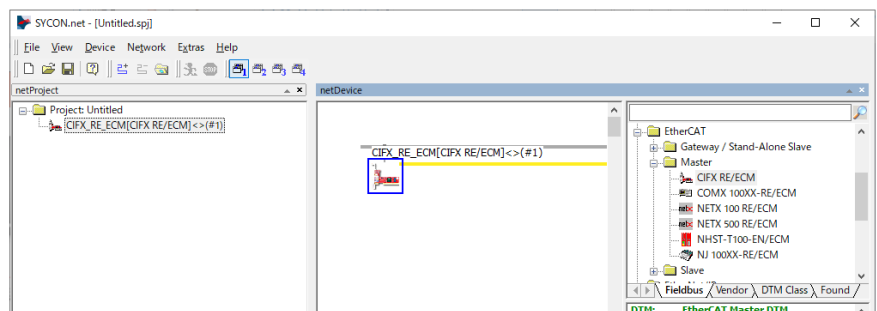 SYCON.net - [Untitled.spj]
File View Device Network Extras Help
netProject
netDevice
Project: Untitled
CIFX_RE_ECM[CIFX RE/ECM]<>(#1)
CIFX_RE_ECM[CIFX RE/ECM]<>(#1)
EtherCAT
Gateway / Stand-Alone Slave
Master
CIFX RE/ECM
COMX 100XX-RE/ECM
NETX 100 RE/ECM
NETX 500 RE/ECM
NHST-T100-EN/ECM
NJ 100XX-RE/ECM
Slave
Fieldbus Vendor DTM Class Found
DTM: EtherCAT Master DTM